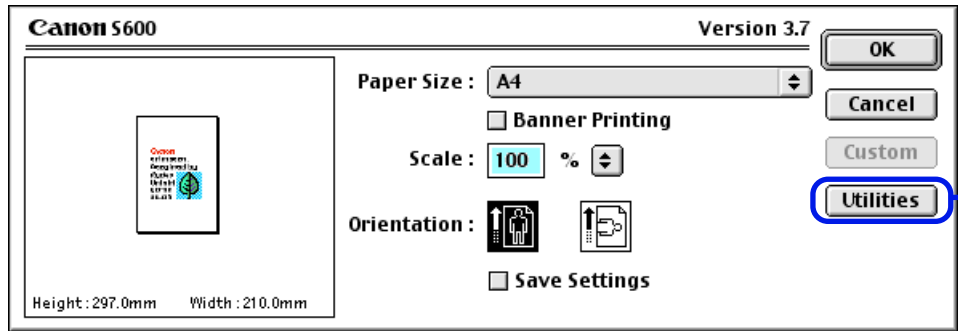 Canon S600
Version 3.7
OK
Paper Size : A4
Cancel
Banner Printing
Scale : 100 %
Custom
Utilities
Orientation :
Save Settings
Height:297.0mm Width:210.0mm
Canon